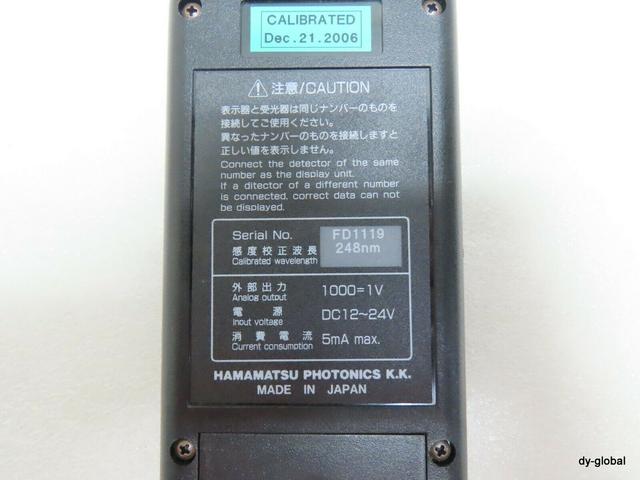 CALIBRATED
Dec.21.2006
⚠ 注意/CAUTION
表示器と受光器は同じナンバーのものを
接続してご使用ください。
異なったナンバーのものを接続しますと
正しい値を表示しません。
Connect the detector of the same
number as the display unit.
If a ditector of a different number
is connected, correct data can not
be displayed.
Serial No. FD1119
感度校正波長 248nm
Calibrated wavelength
外部出力 1000=1V
Analog output
電源 DC12~24V
Input voltage
消費電流 5mA max.
Current consumption
HAMAMATSU PHOTONICS K.K.
MADE IN JAPAN
dy-global